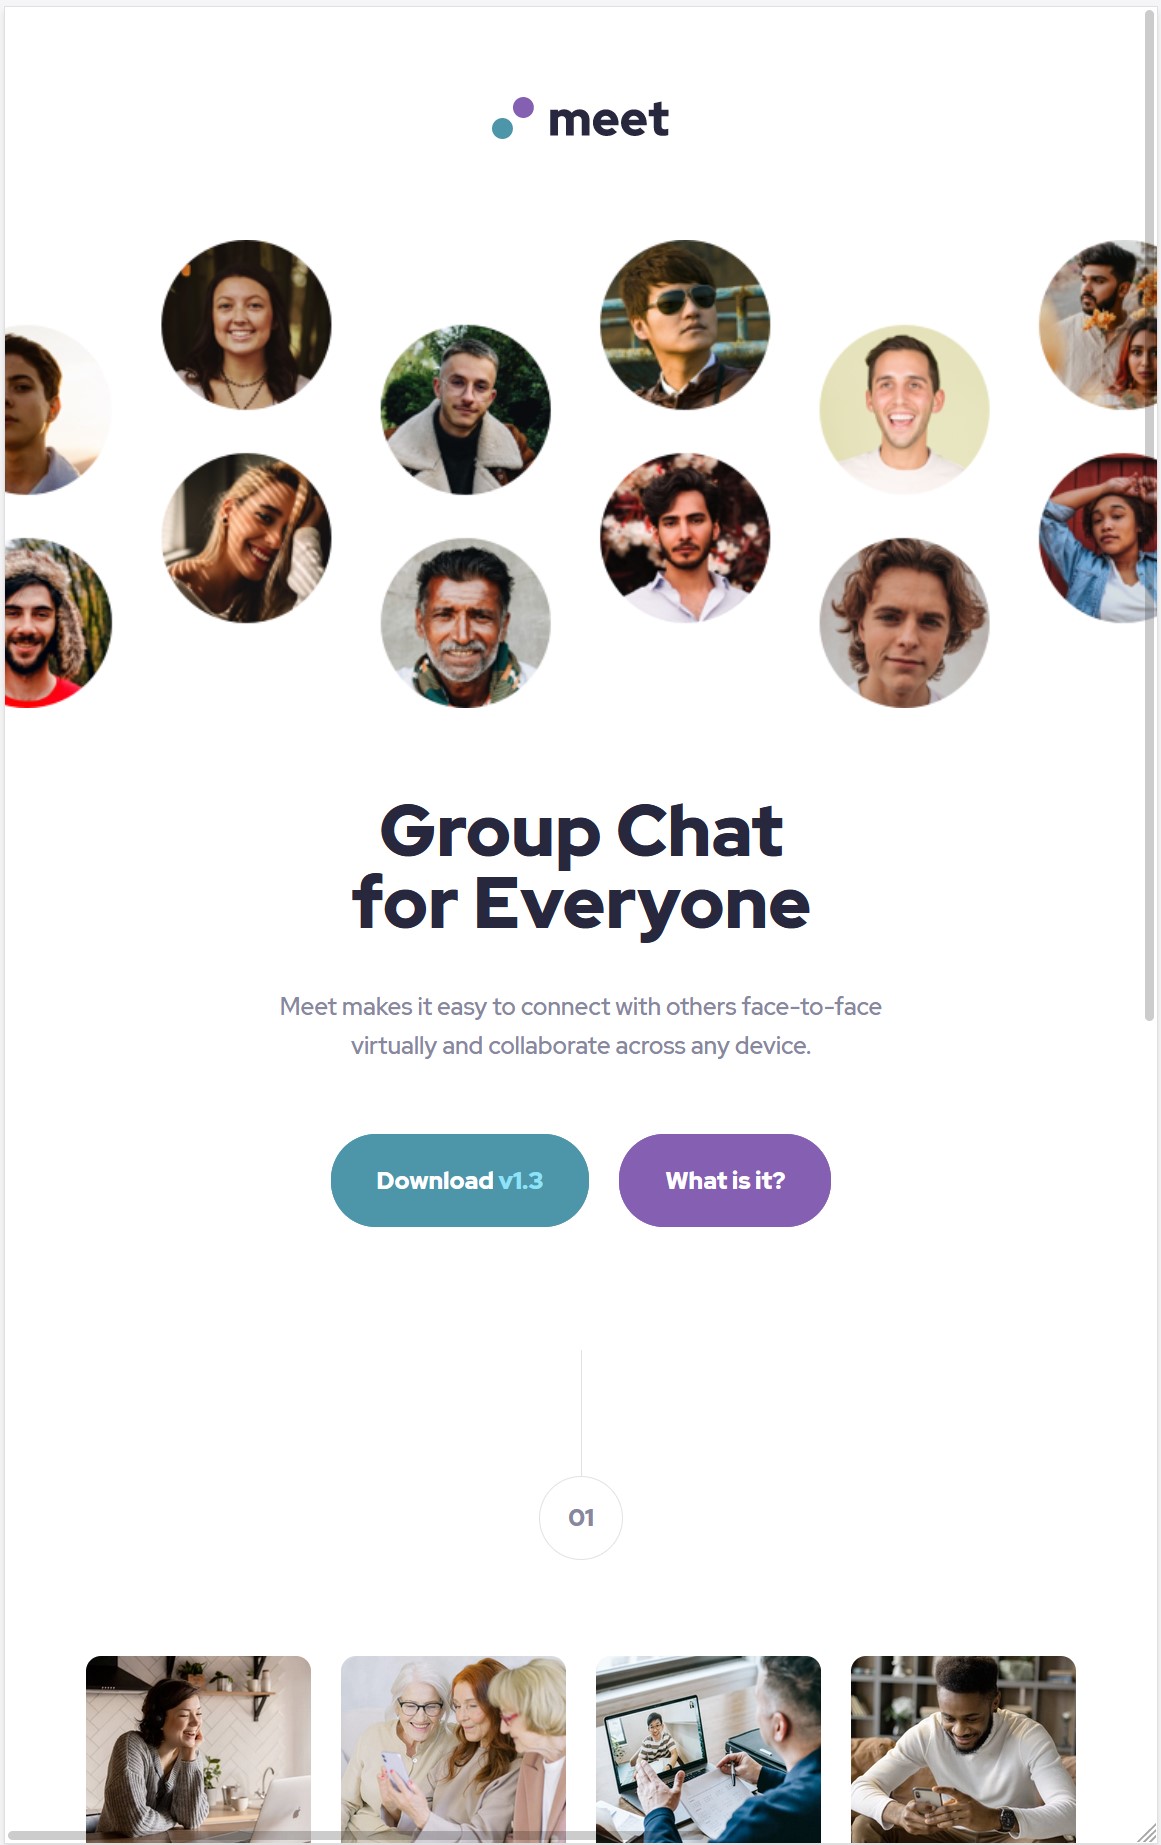 meet
Group Chat
for Everyone
Meet makes it easy to connect with others face-to-face
virtually and collaborate across any device.
Download v1.3
What is it?
01